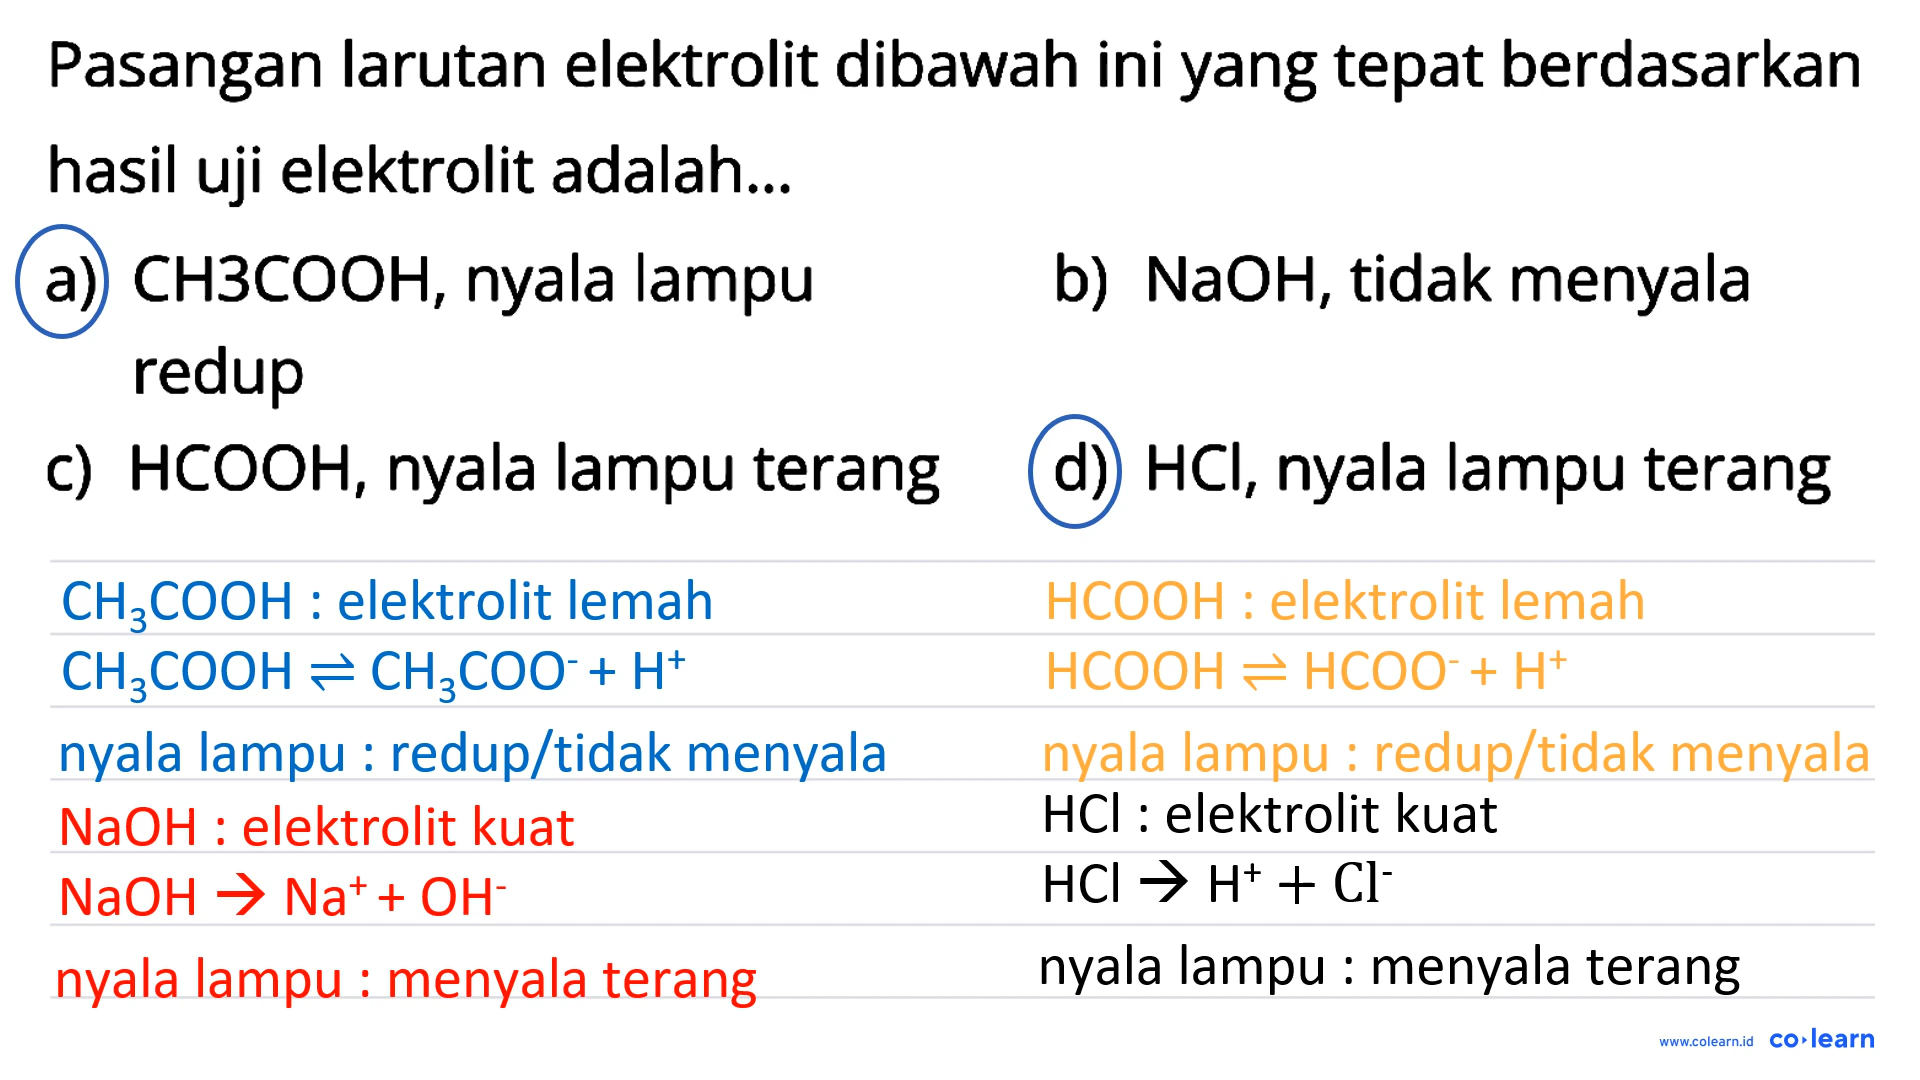 Pasangan larutan elektrolit dibawah ini yang tepat berdasarkan
hasil uji elektrolit adalah...
a) CH3COOH, nyala lampu redup
b) NaOH, tidak menyala
c) HCOOH, nyala lampu terang
d) HCl, nyala lampu terang
CH₃COOH : elektrolit lemah
CH₃COOH ⇌ CH₃COO⁻ + H⁺
nyala lampu : redup/tidak menyala
NaOH : elektrolit kuat
NaOH → Na⁺ + OH⁻
nyala lampu : menyala terang
HCOOH : elektrolit lemah
HCOOH ⇌ HCOO⁻ + H⁺
nyala lampu : redup/tidak menyala
HCl : elektrolit kuat
HCl → H⁺ + Cl⁻
nyala lampu : menyala terang
www.colearn.id co·learn